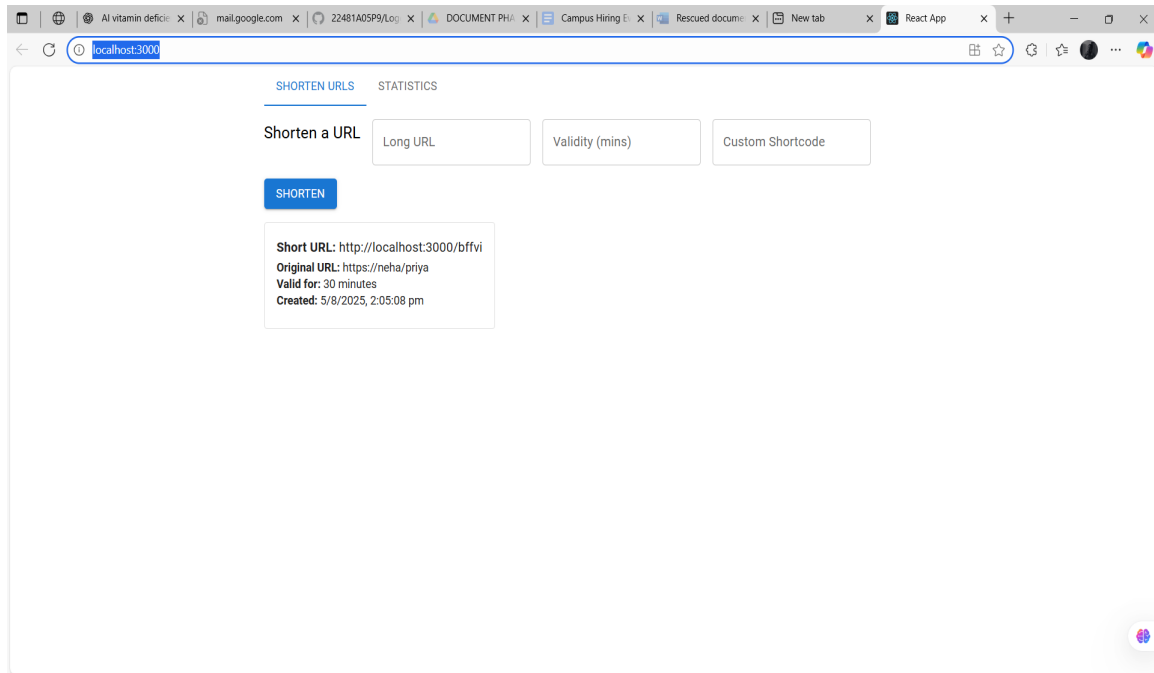 AI vitamin deficie
mail.google.com
22481A05P9/Log
DOCUMENT PHA
Campus Hiring E
Rescued docume
New tab
React App
localhost:3000
SHORTEN URLS
STATISTICS
Shorten a URL
Long URL
Validity (mins)
Custom Shortcode
SHORTEN
Short URL: http://localhost:3000/bffvi
Original URL: https://neha/priya
Valid for: 30 minutes
Created: 5/8/2025, 2:05:08 pm